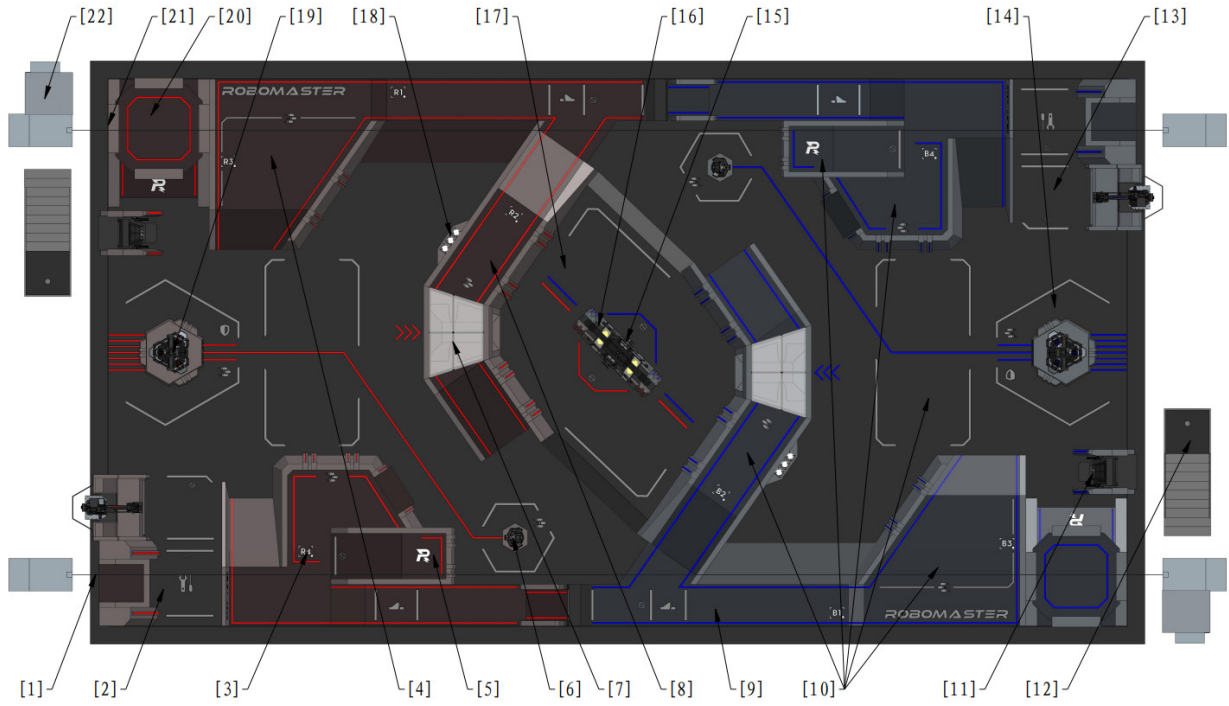 [22] [21] [20] [19] [18] [17] [16] [15] [14] [13]
ROBOMASTER
R1
R3
B4
R2
B2
R4
B3
B1
ROBOMASTER
[1] [2] [3] [4] [5] [6] [7] [8] [9] [10] [11] [12]